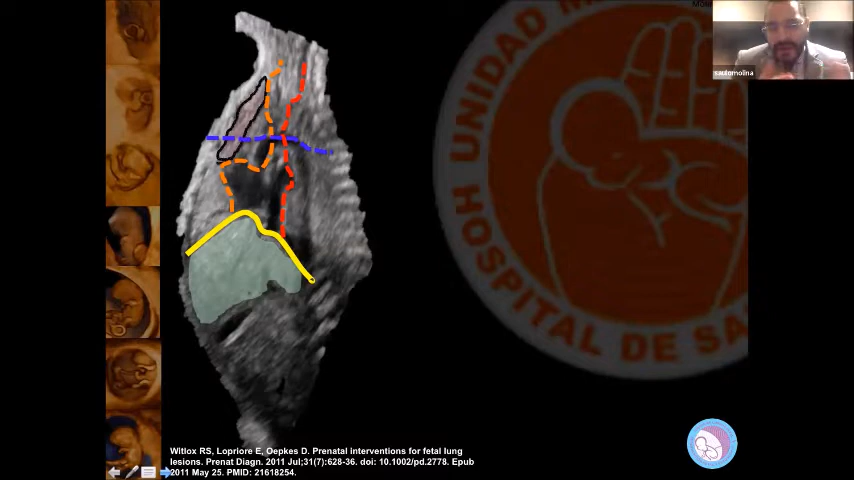 saulomolina
UNIDAD M
HOSPITAL DE SA
Witlox RS, Lopriore E, Oepkes D. Prenatal interventions for fetal lung
lesions. Prenat Diagn. 2011 Jul;31(7):628-36. doi: 10.1002/pd.2778. Epub
2011 May 25. PMID: 21618254.